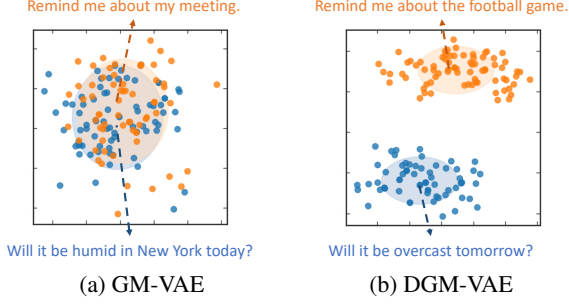 Remind me about my meeting.
Remind me about the football game.
Will it be humid in New York today?
Will it be overcast tomorrow?
(a) GM-VAE
(b) DGM-VAE